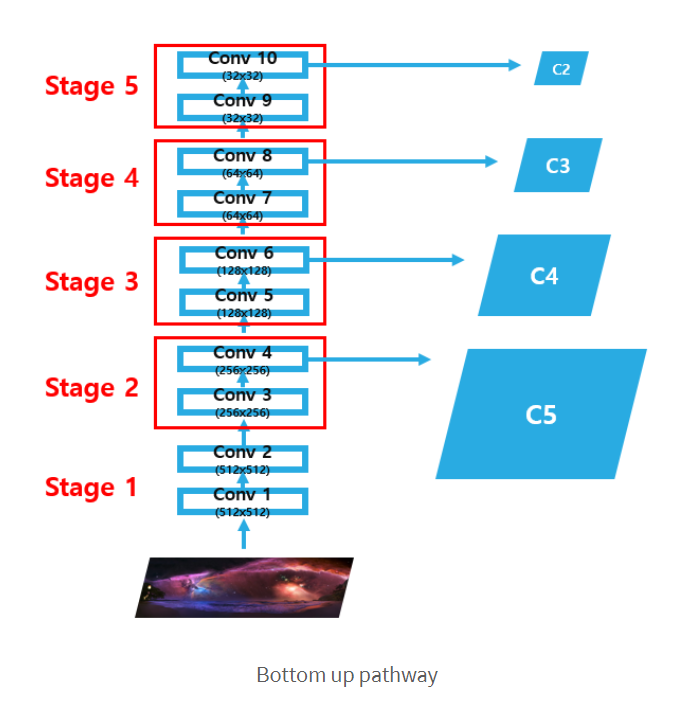 Stage 5
Conv 10
(32x32)
Conv 9
(32x32)
C2
Stage 4
Conv 8
(64x64)
Conv 7
(64x64)
C3
Stage 3
Conv 6
(128x128)
Conv 5
(128x128)
C4
Stage 2
Conv 4
(256x256)
Conv 3
(256x256)
C5
Stage 1
Conv 2
(512x512)
Conv 1
(512x512)
Bottom up pathway